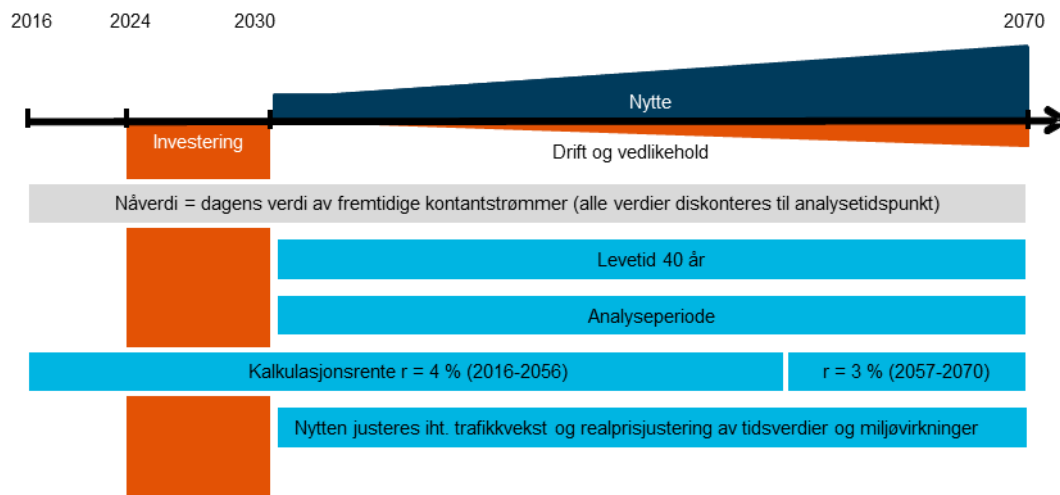 2016 2024 2030 2070
Nytte
Investering
Drift og vedlikehold
Nåverdi = dagens verdi av fremtidige kontantstrømmer (alle verdier diskonteres til analysetidspunkt)
Levetid 40 år
Analyseperiode
Kalkulasjonsrente r = 4 % (2016-2056) r = 3 % (2057-2070)
Nytten justeres iht. trafikkvekst og realprisjustering av tidsverdier og miljøvirkninger